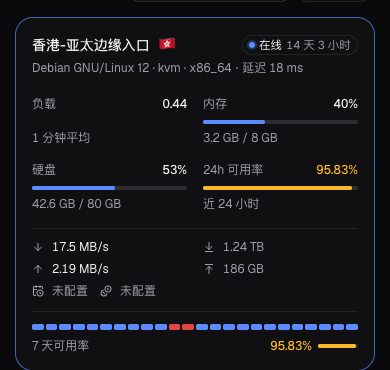 香港-亚太边缘入口 🇭🇰 在线 14 天 3 小时
Debian GNU/Linux 12 · kvm · x86_64 · 延迟 18 ms
负载 0.44 内存 40%
1 分钟平均 3.2 GB / 8 GB
硬盘 53% 24h 可用率 95.83%
42.6 GB / 80 GB 近 24 小时
↓ 17.5 MB/s 1.24 TB
↑ 2.19 MB/s 186 GB
未配置 未配置
7 天可用率 95.83%